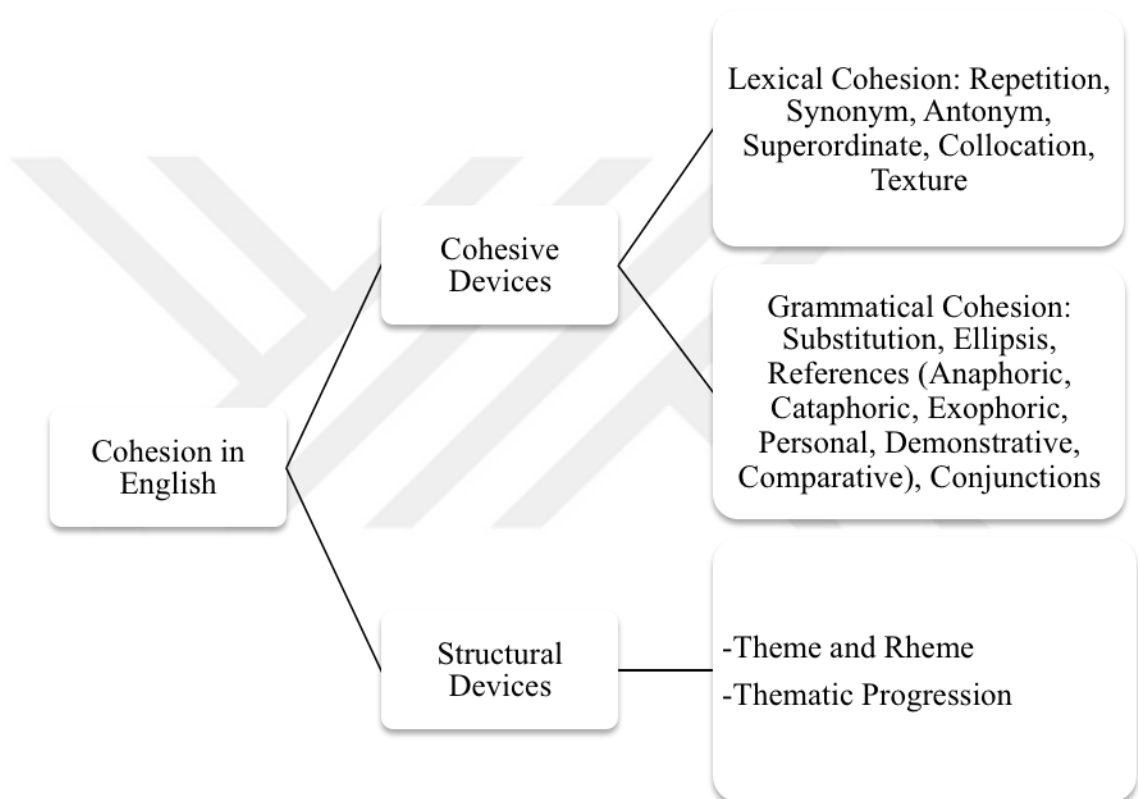 Cohesion in
English
Cohesive
Devices
Lexical Cohesion: Repetition,
Synonym, Antonym,
Superordinate, Collocation,
Texture
Grammatical Cohesion:
Substitution, Ellipsis,
References (Anaphoric,
Cataphoric, Exophoric,
Personal, Demonstrative,
Comparative), Conjunctions
Structural
Devices
-Theme and Rheme
-Thematic Progression